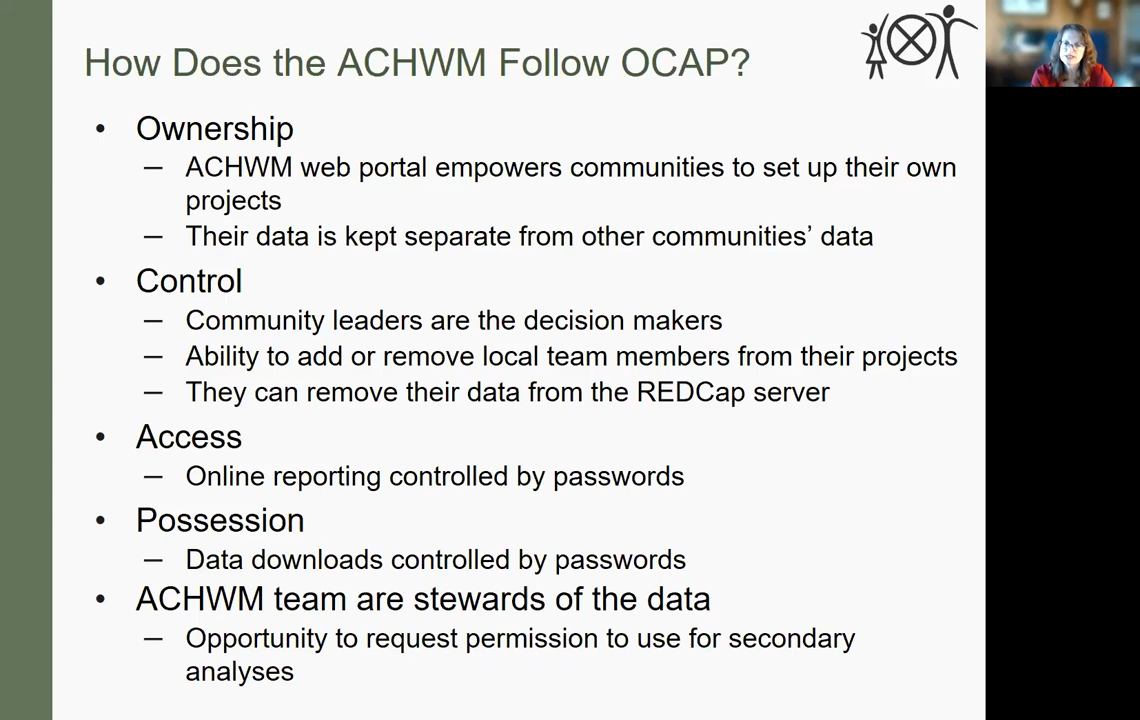 How Does the ACHWM Follow OCAP?
• Ownership
— ACHWM web portal empowers communities to set up their own
projects
— Their data is kept separate from other communities’ data
• Control
— Community leaders are the decision makers
— Ability to add or remove local team members from their projects
— They can remove their data from the REDCap server
• Access
— Online reporting controlled by passwords
• Possession
— Data downloads controlled by passwords
• ACHWM team are stewards of the data
— Opportunity to request permission to use for secondary
analyses